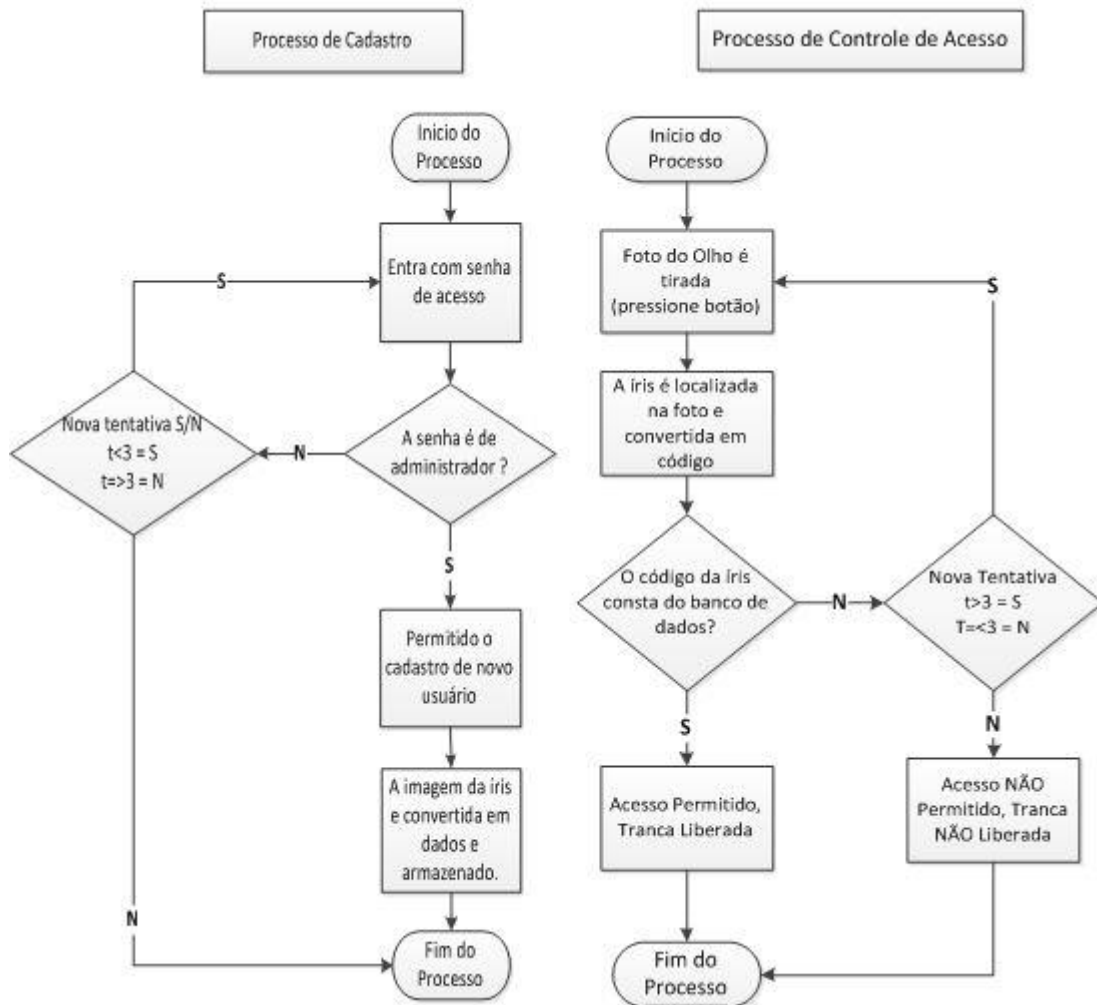 Processo de Cadastro
Inicio do
Processo
Entra com senha
de acesso
S
Nova tentativa S/N
t<3 = S
t=>3 = N
N
A senha é de
administrador ?
S
Permitido o
cadastro de novo
usuário
A imagem da íris
e convertida em
dados e
armazenado.
N
Fim do
Processo
Processo de Controle de Acesso
Início do
Processo
Foto do Olho é
tirada
(pressione botão)
S
A íris é localizada
na foto e
convertida em
código
O código da íris
consta do banco de
dados?
N
Nova Tentativa
t>3 = S
T=<3 = N
S
N
Acesso Permitido,
Tranca Liberada
Acesso NÃO
Permitido, Tranca
NÃO Liberada
Fim do
Processo